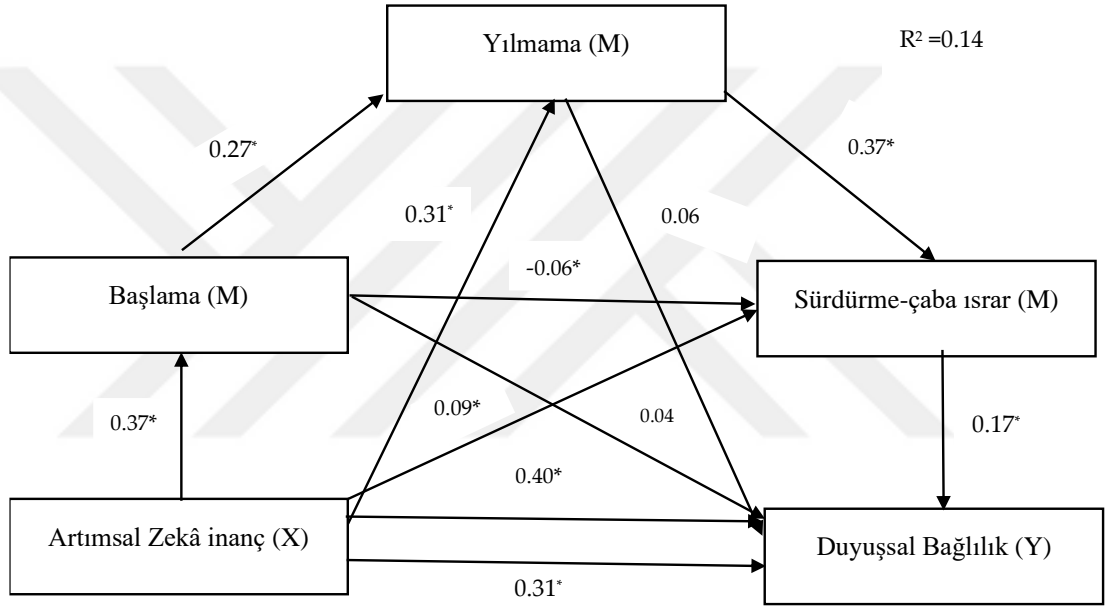 Yılmama (M)
R² =0.14
0.27*
0.37*
0.31*
0.06
-0.06*
Başlama (M)
Sürdürme-çaba ısrar (M)
0.09*
0.04
0.37*
0.17*
0.40*
Artımsal Zekâ inanç (X)
Duyuşsal Bağlılık (Y)
0.31*